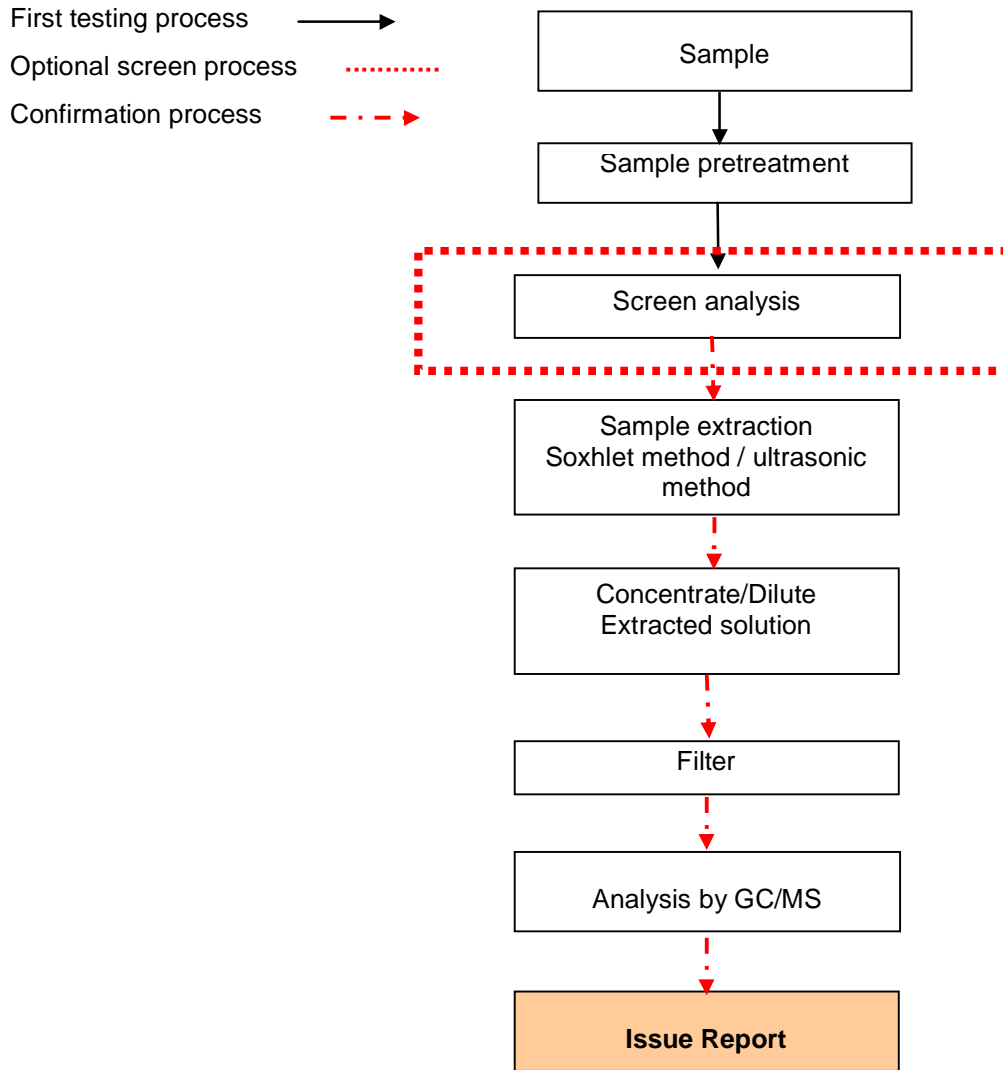 First testing process
Optional screen process
Confirmation process
Sample
Sample pretreatment
Screen analysis
Sample extraction
Soxhlet method / ultrasonic
method
Concentrate/Dilute
Extracted solution
Filter
Analysis by GC/MS
Issue Report